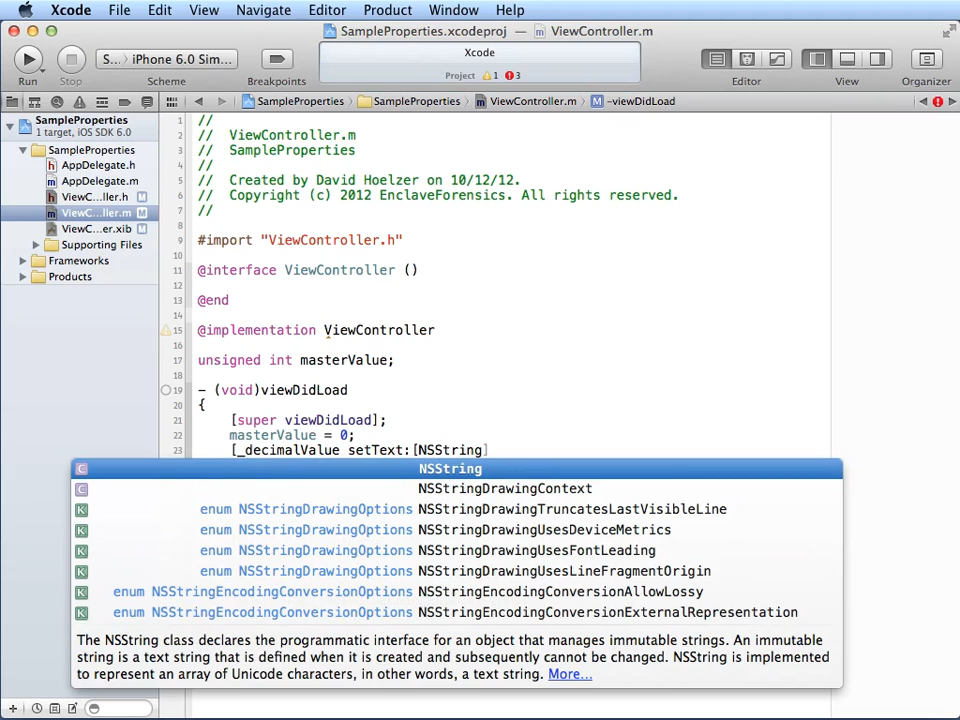 Xcode File Edit View Navigate Editor Product Window Help
SampleProperties.xcodeproj — ViewController.m
S... iPhone 6.0 Sim...
Xcode
Project 1 3
Run Stop Scheme Breakpoints Editor View Organizer
SampleProperties SampleProperties ViewController.m -viewDidLoad
SampleProperties
1 target, iOS SDK 6.0
SampleProperties
AppDelegate.h
AppDelegate.m
ViewC...ller.h M
ViewC...ller.m M
ViewC...er.xib M
Supporting Files
Frameworks
Products
1 //
2 // ViewController.m
3 // SampleProperties
4 //
5 // Created by David Hoelzer on 10/12/12.
6 // Copyright (c) 2012 EnclaveForensics. All rights reserved.
7 //
8
9 #import "ViewController.h"
10
11 @interface ViewController ()
12
13 @end
14
15 @implementation ViewController
16
17 unsigned int masterValue;
18
19 - (void)viewDidLoad
20 {
21 [super viewDidLoad];
22 masterValue = 0;
23 [_decimalValue setText:[NSString]
C NSString
C NSStringDrawingContext
K enum NSStringDrawingOptions NSStringDrawingTruncatesLastVisibleLine
K enum NSStringDrawingOptions NSStringDrawingUsesDeviceMetrics
K enum NSStringDrawingOptions NSStringDrawingUsesFontLeading
K enum NSStringDrawingOptions NSStringDrawingUsesLineFragmentOrigin
K enum NSStringEncodingConversionOptions NSStringEncodingConversionAllowLossy
K enum NSStringEncodingConversionOptions NSStringEncodingConversionExternalRepresentation
The NSString class declares the programmatic interface for an object that manages immutable strings. An immutable
string is a text string that is defined when it is created and subsequently cannot be changed. NSString is implemented
to represent an array of Unicode characters, in other words, a text string. More...